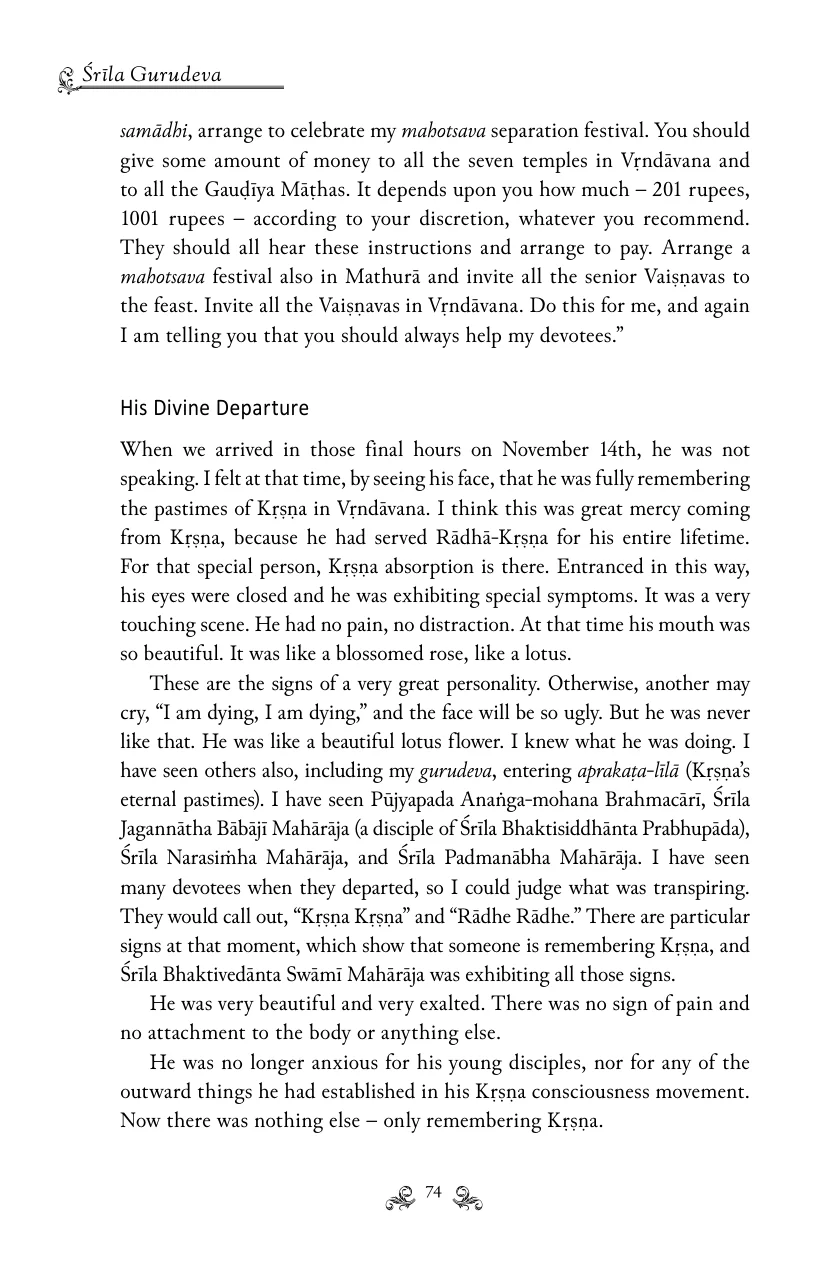 Śrīla Gurudeva
samādhi, arrange to celebrate my mahotsava separation festival. You should
give some amount of money to all the seven temples in Vṛndāvana and
to all the Gauḍīya Māṭhas. It depends upon you how much – 201 rupees,
1001 rupees – according to your discretion, whatever you recommend.
They should all hear these instructions and arrange to pay. Arrange a
mahotsava festival also in Mathurā and invite all the senior Vaiṣṇavas to
the feast. Invite all the Vaiṣṇavas in Vṛndāvana. Do this for me, and again
I am telling you that you should always help my devotees.”
His Divine Departure
When we arrived in those final hours on November 14th, he was not
speaking. I felt at that time, by seeing his face, that he was fully remembering
the pastimes of Kṛṣṇa in Vṛndāvana. I think this was great mercy coming
from Kṛṣṇa, because he had served Rādhā-Kṛṣṇa for his entire lifetime.
For that special person, Kṛṣṇa absorption is there. Entranced in this way,
his eyes were closed and he was exhibiting special symptoms. It was a very
touching scene. He had no pain, no distraction. At that time his mouth was
so beautiful. It was like a blossomed rose, like a lotus.
These are the signs of a very great personality. Otherwise, another may
cry, “I am dying, I am dying,” and the face will be so ugly. But he was never
like that. He was like a beautiful lotus flower. I knew what he was doing. I
have seen others also, including my gurudeva, entering aprakaṭa-līlā (Kṛṣṇa’s
eternal pastimes). I have seen Pūjyapada Anaṅga-mohana Brahmacārī, Śrīla
Jagannātha Bābājī Mahārāja (a disciple of Śrīla Bhaktisiddhānta Prabhupāda),
Śrīla Narasiṁha Mahārāja, and Śrīla Padmanābha Mahārāja. I have seen
many devotees when they departed, so I could judge what was transpiring.
They would call out, “Kṛṣṇa Kṛṣṇa” and “Rādhe Rādhe.” There are particular
signs at that moment, which show that someone is remembering Kṛṣṇa, and
Śrīla Bhaktivedānta Swāmī Mahārāja was exhibiting all those signs.
He was very beautiful and very exalted. There was no sign of pain and
no attachment to the body or anything else.
He was no longer anxious for his young disciples, nor for any of the
outward things he had established in his Kṛṣṇa consciousness movement.
Now there was nothing else – only remembering Kṛṣṇa.
74